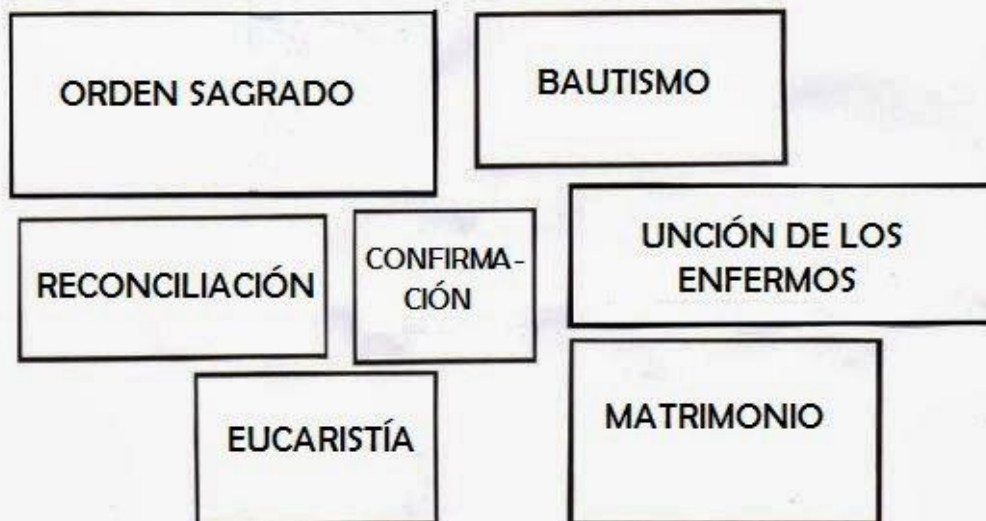 ORDEN SAGRADO
BAUTISMO
RECONCILIACIÓN
CONFIRMA-
CIÓN
UNCIÓN DE LOS
ENFERMOS
EUCARISTÍA
MATRIMONIO